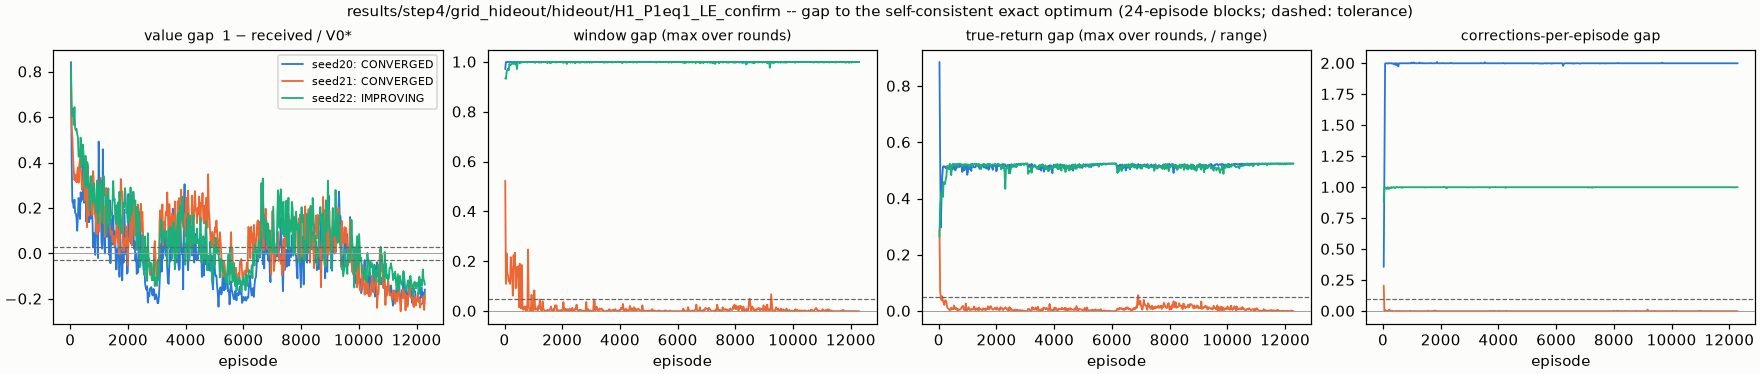 results/step4/grid_hideout/hideout/H1_P1eq1_LE_confirm -- gap to the self-consistent exact optimum (24-episode blocks; dashed: tolerance)
value gap 1 − received / V0*
0.8
0.6
0.4
0.2
0.0
−0.2
seed20: CONVERGED
seed21: CONVERGED
seed22: IMPROVING
0 2000 4000 6000 8000 10000 12000
episode
window gap (max over rounds)
1.0
0.8
0.6
0.4
0.2
0.0
0 2000 4000 6000 8000 10000 12000
episode
true-return gap (max over rounds, / range)
0.8
0.6
0.4
0.2
0.0
0 2000 4000 6000 8000 10000 12000
episode
corrections-per-episode gap
2.00
1.75
1.50
1.25
1.00
0.75
0.50
0.25
0.00
0 2000 4000 6000 8000 10000 12000
episode